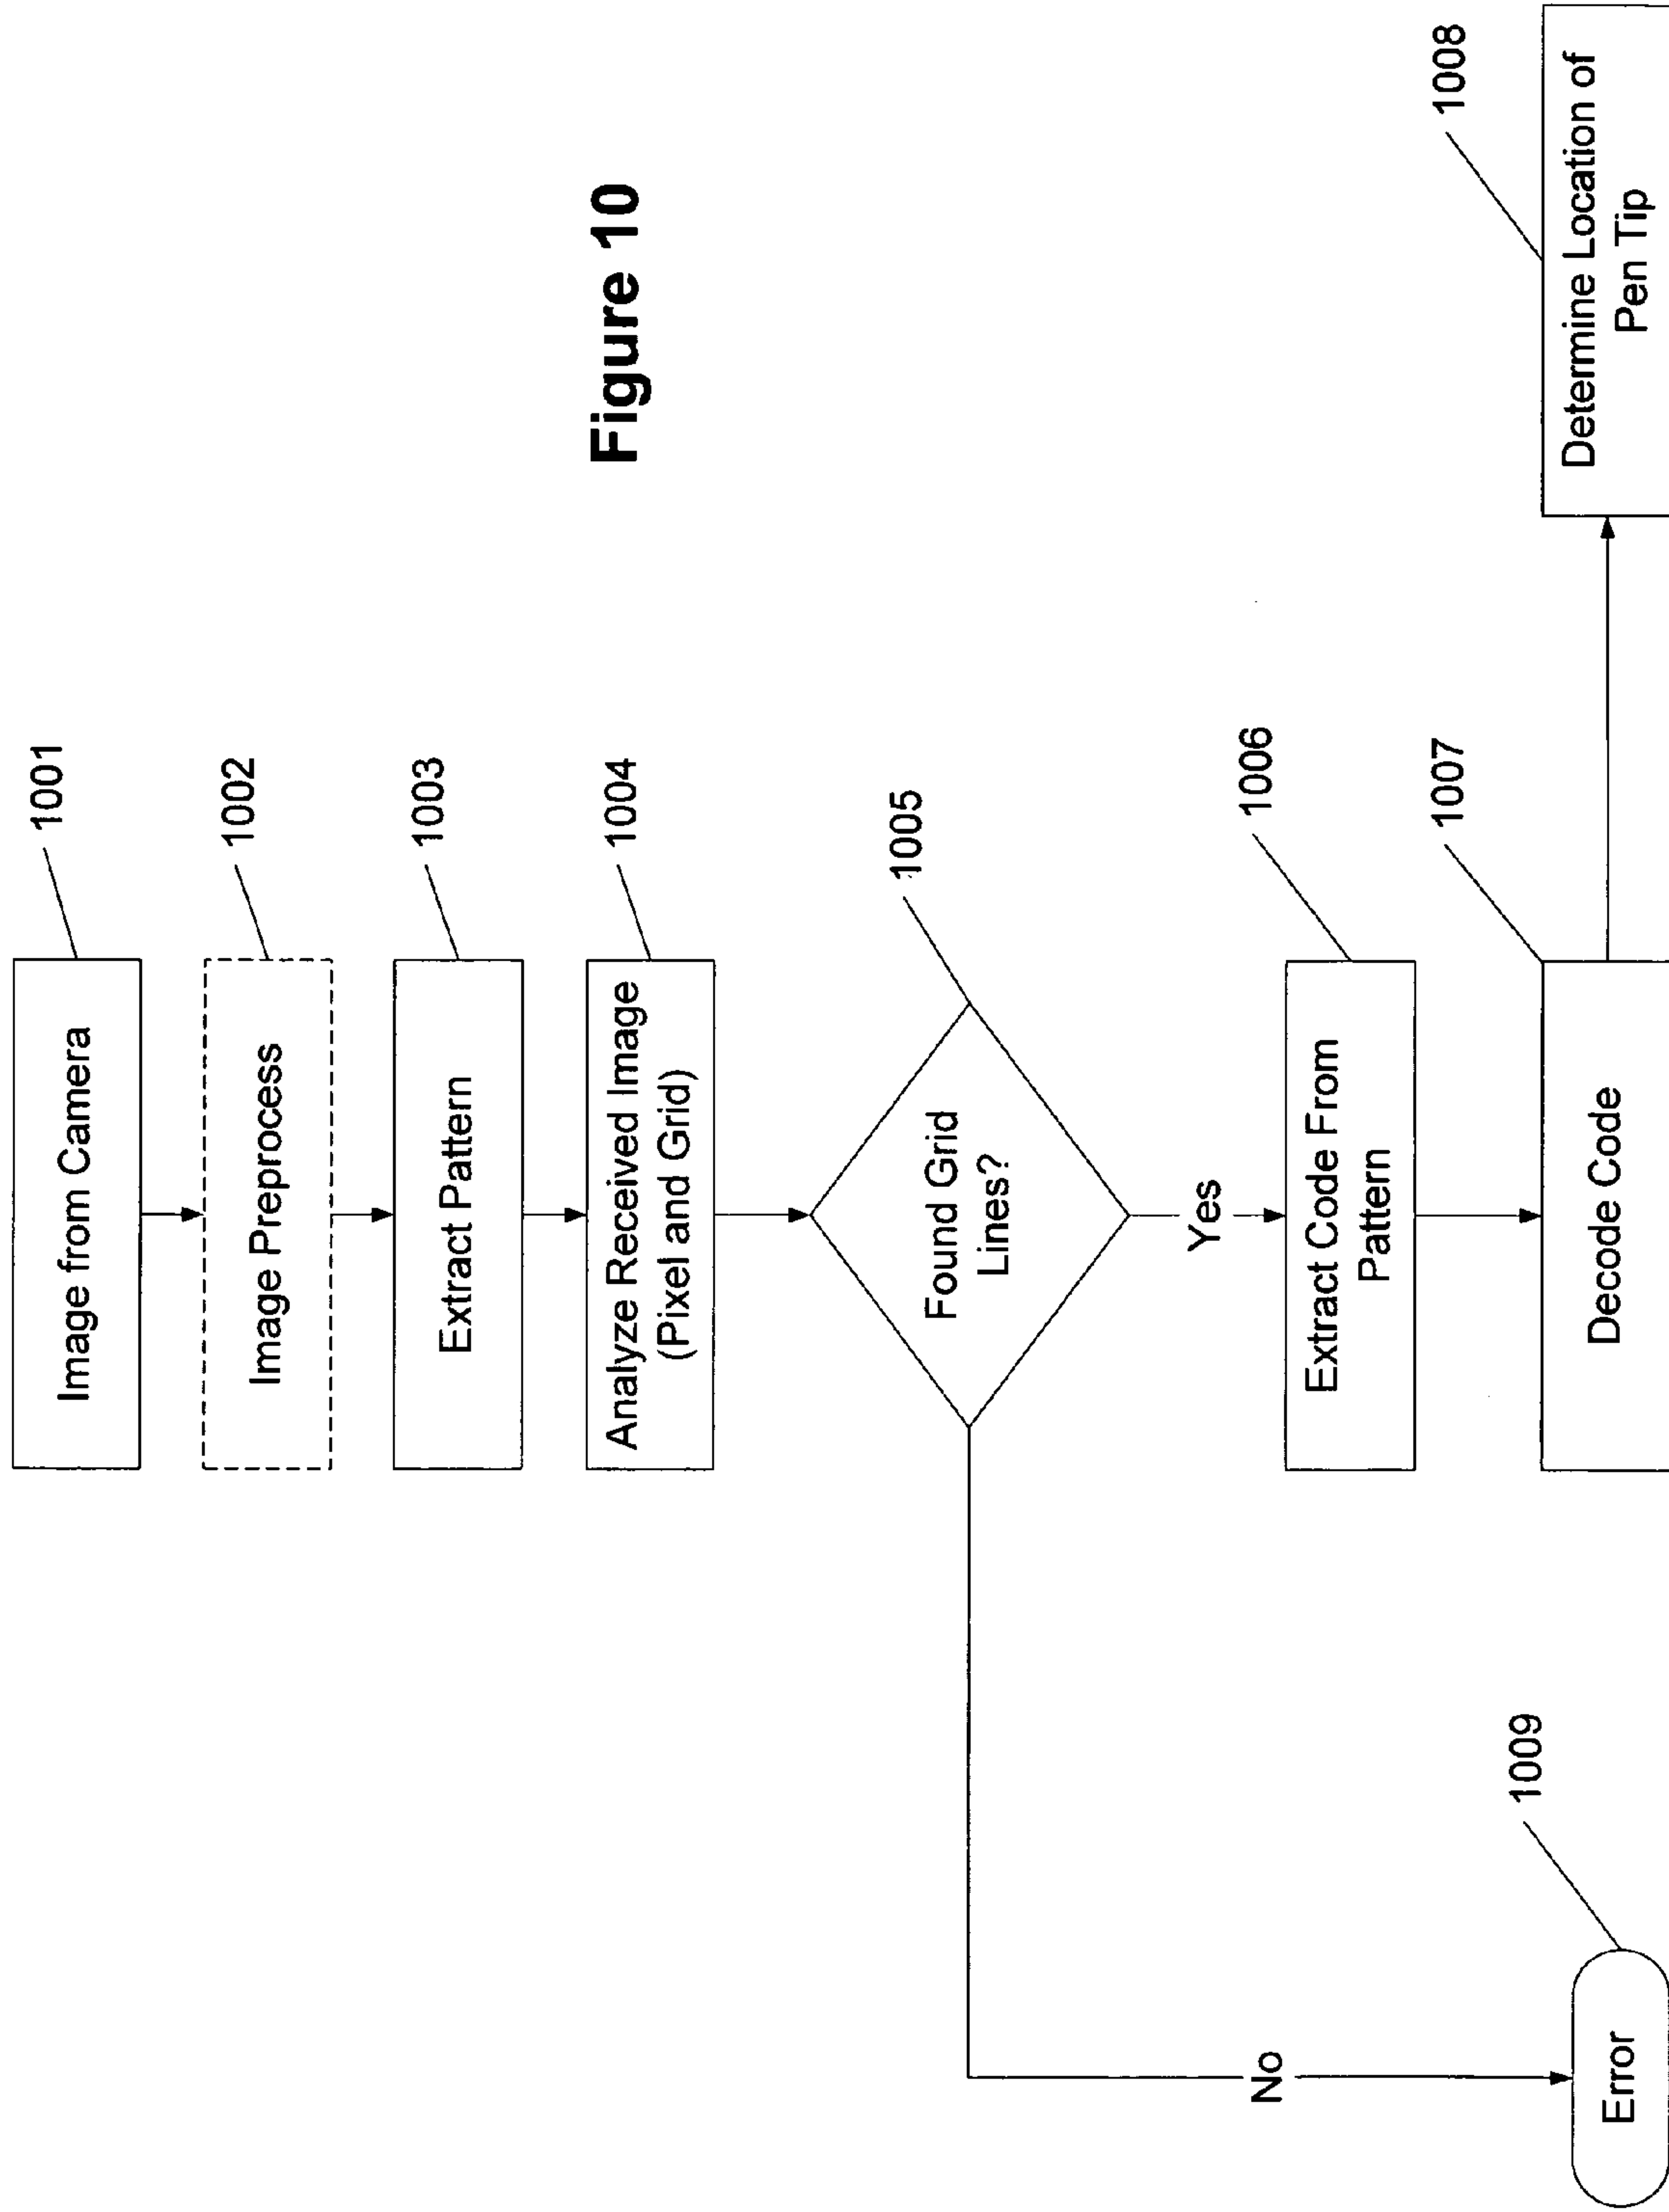 Image from Camera
1001
Image Preprocess
1002
Extract Pattern
1003
Analyze Received Image
(Pixel and Grid)
1004
Found Grid
Lines?
1005
Yes
No
Extract Code From
Pattern
1006
Decode Code
1007
Determine Location of
Pen Tip
1008
Error
1009
Figure 10